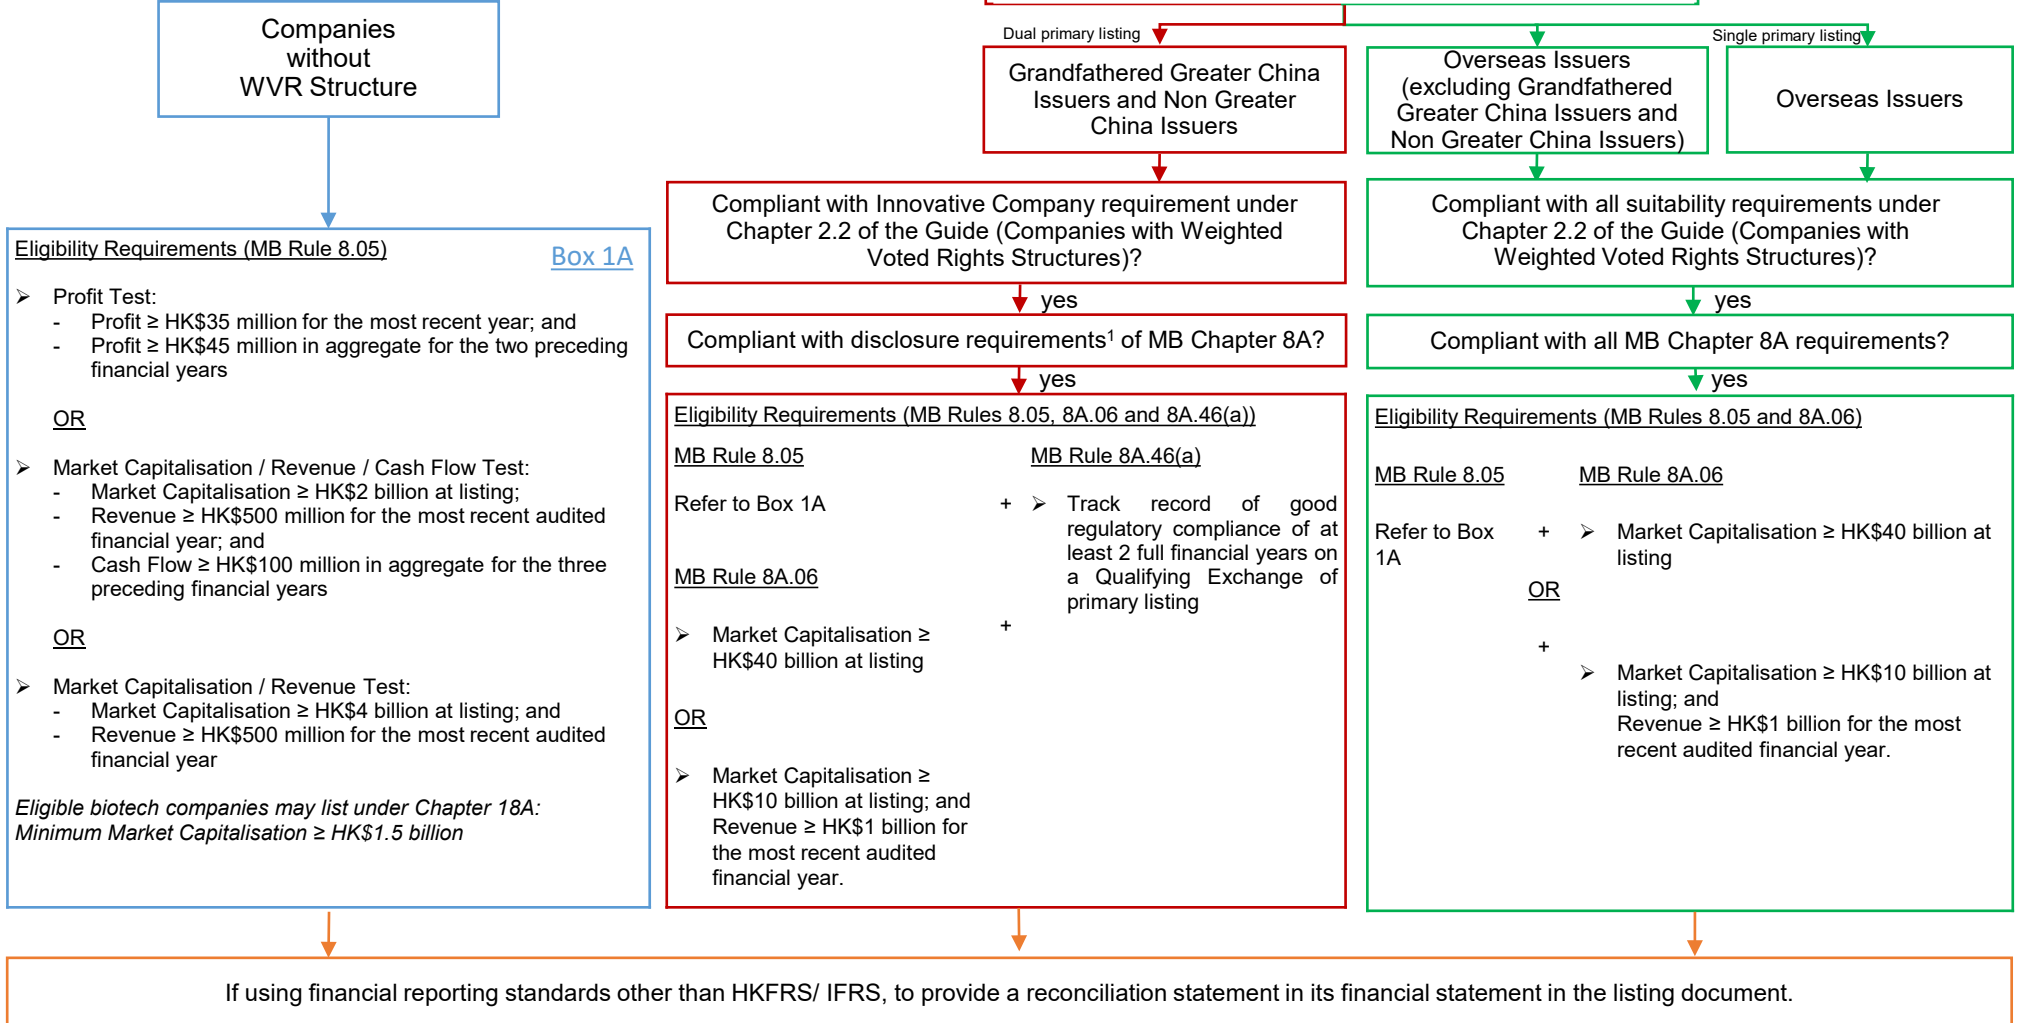 Companies
without
WVR Structure
Dual primary listing
Single primary listing
Grandfathered Greater China
Issuers and Non Greater
China Issuers
Overseas Issuers
(excluding Grandfathered
Greater China Issuers and
Non Greater China Issuers)
Overseas Issuers
Compliant with Innovative Company requirement under
Chapter 2.2 of the Guide (Companies with Weighted
Voted Rights Structures)?
yes
Compliant with disclosure requirements¹ of MB Chapter 8A?
yes
Compliant with all suitability requirements under
Chapter 2.2 of the Guide (Companies with
Weighted Voted Rights Structures)?
yes
Compliant with all MB Chapter 8A requirements?
yes
Eligibility Requirements (MB Rule 8.05)
Box 1A
➢ Profit Test:
- Profit ≥ HK$35 million for the most recent year; and
- Profit ≥ HK$45 million in aggregate for the two preceding
financial years
OR
➢ Market Capitalisation / Revenue / Cash Flow Test:
- Market Capitalisation ≥ HK$2 billion at listing;
- Revenue ≥ HK$500 million for the most recent audited
financial year; and
- Cash Flow ≥ HK$100 million in aggregate for the three
preceding financial years
OR
➢ Market Capitalisation / Revenue Test:
- Market Capitalisation ≥ HK$4 billion at listing; and
- Revenue ≥ HK$500 million for the most recent audited
financial year
Eligible biotech companies may list under Chapter 18A:
Minimum Market Capitalisation ≥ HK$1.5 billion
Eligibility Requirements (MB Rules 8.05, 8A.06 and 8A.46(a))
MB Rule 8.05
Refer to Box 1A
MB Rule 8A.06
➢ Market Capitalisation ≥
HK$40 billion at listing
OR
➢ Market Capitalisation ≥
HK$10 billion at listing; and
Revenue ≥ HK$1 billion for
the most recent audited
financial year.
+
+
MB Rule 8A.46(a)
➢ Track record of good
regulatory compliance of at
least 2 full financial years on
a Qualifying Exchange of
primary listing
Eligibility Requirements (MB Rules 8.05 and 8A.06)
MB Rule 8.05
Refer to Box
1A
+
OR
+
MB Rule 8A.06
➢ Market Capitalisation ≥ HK$40 billion at
listing
➢ Market Capitalisation ≥ HK$10 billion at
listing; and
Revenue ≥ HK$1 billion for the most
recent audited financial year.
If using financial reporting standards other than HKFRS/ IFRS, to provide a reconciliation statement in its financial statement in the listing document.